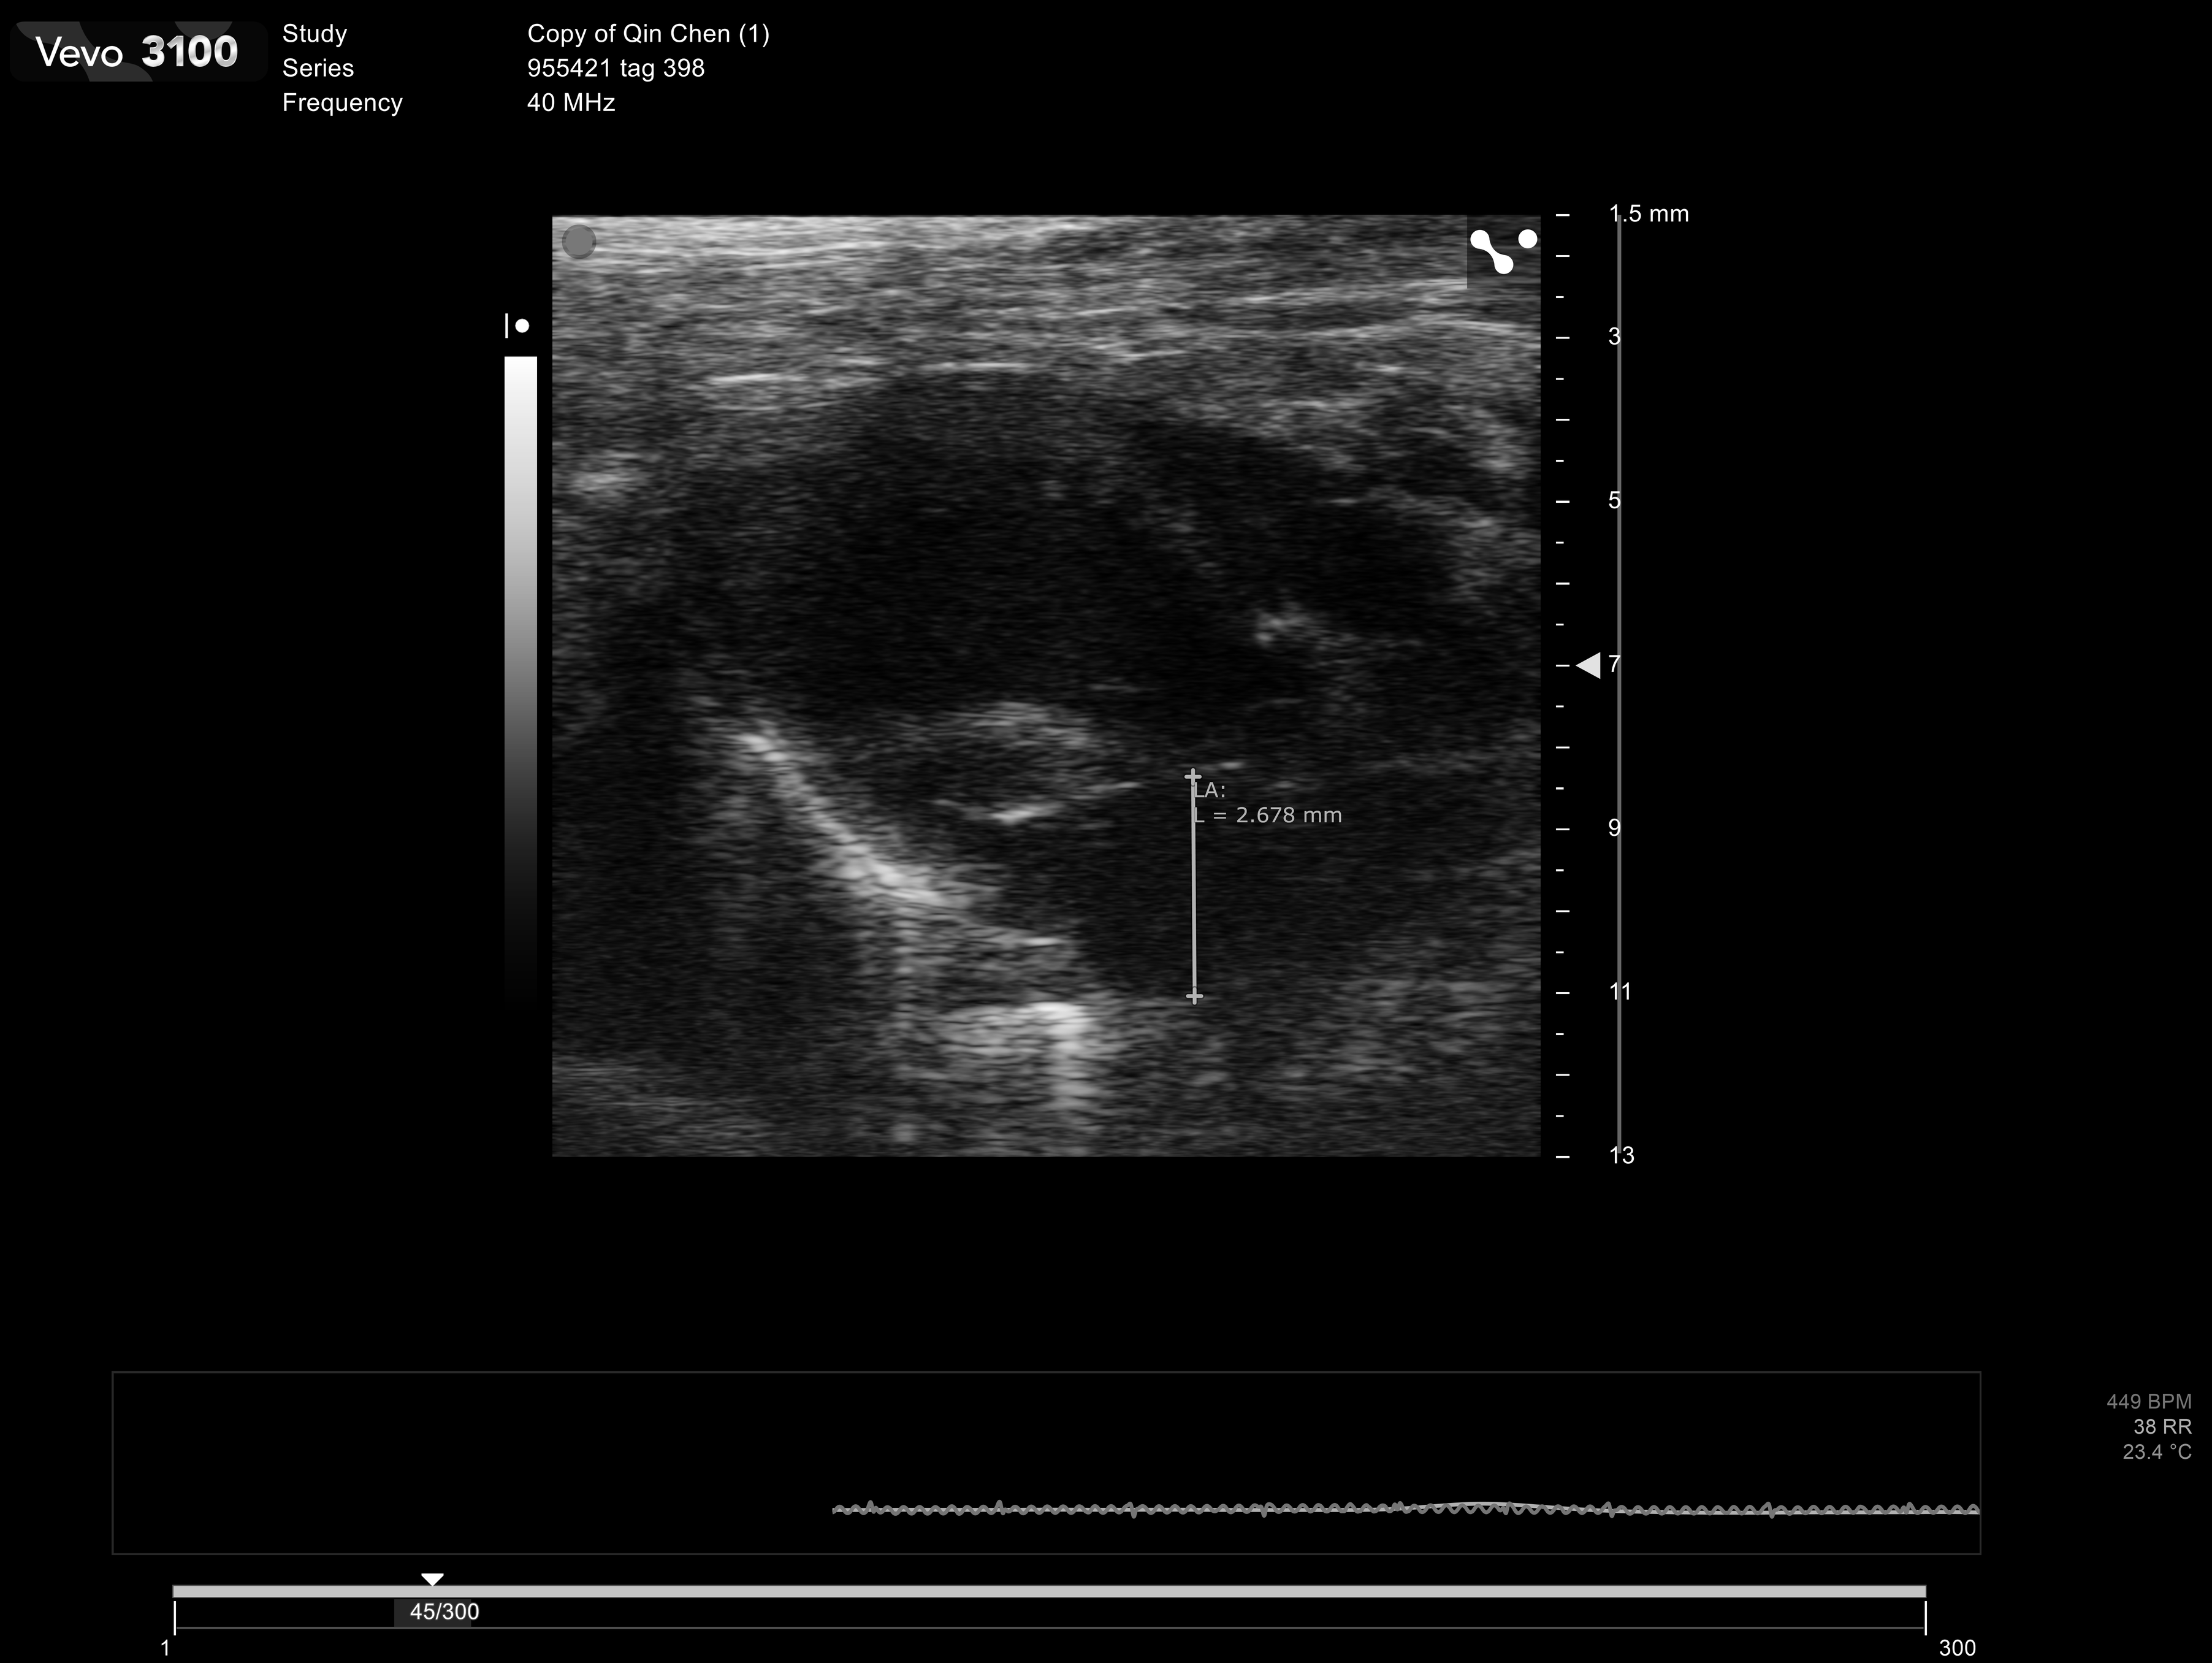 Vevo 3100
Study Copy of Qin Chen (1)
Series 955421 tag 398
Frequency 40 MHz
1.5 mm
3
5
7
LA:
L = 2.678 mm
9
11
13
449 BPM
38 RR
23.4 °C
45/300
1 300